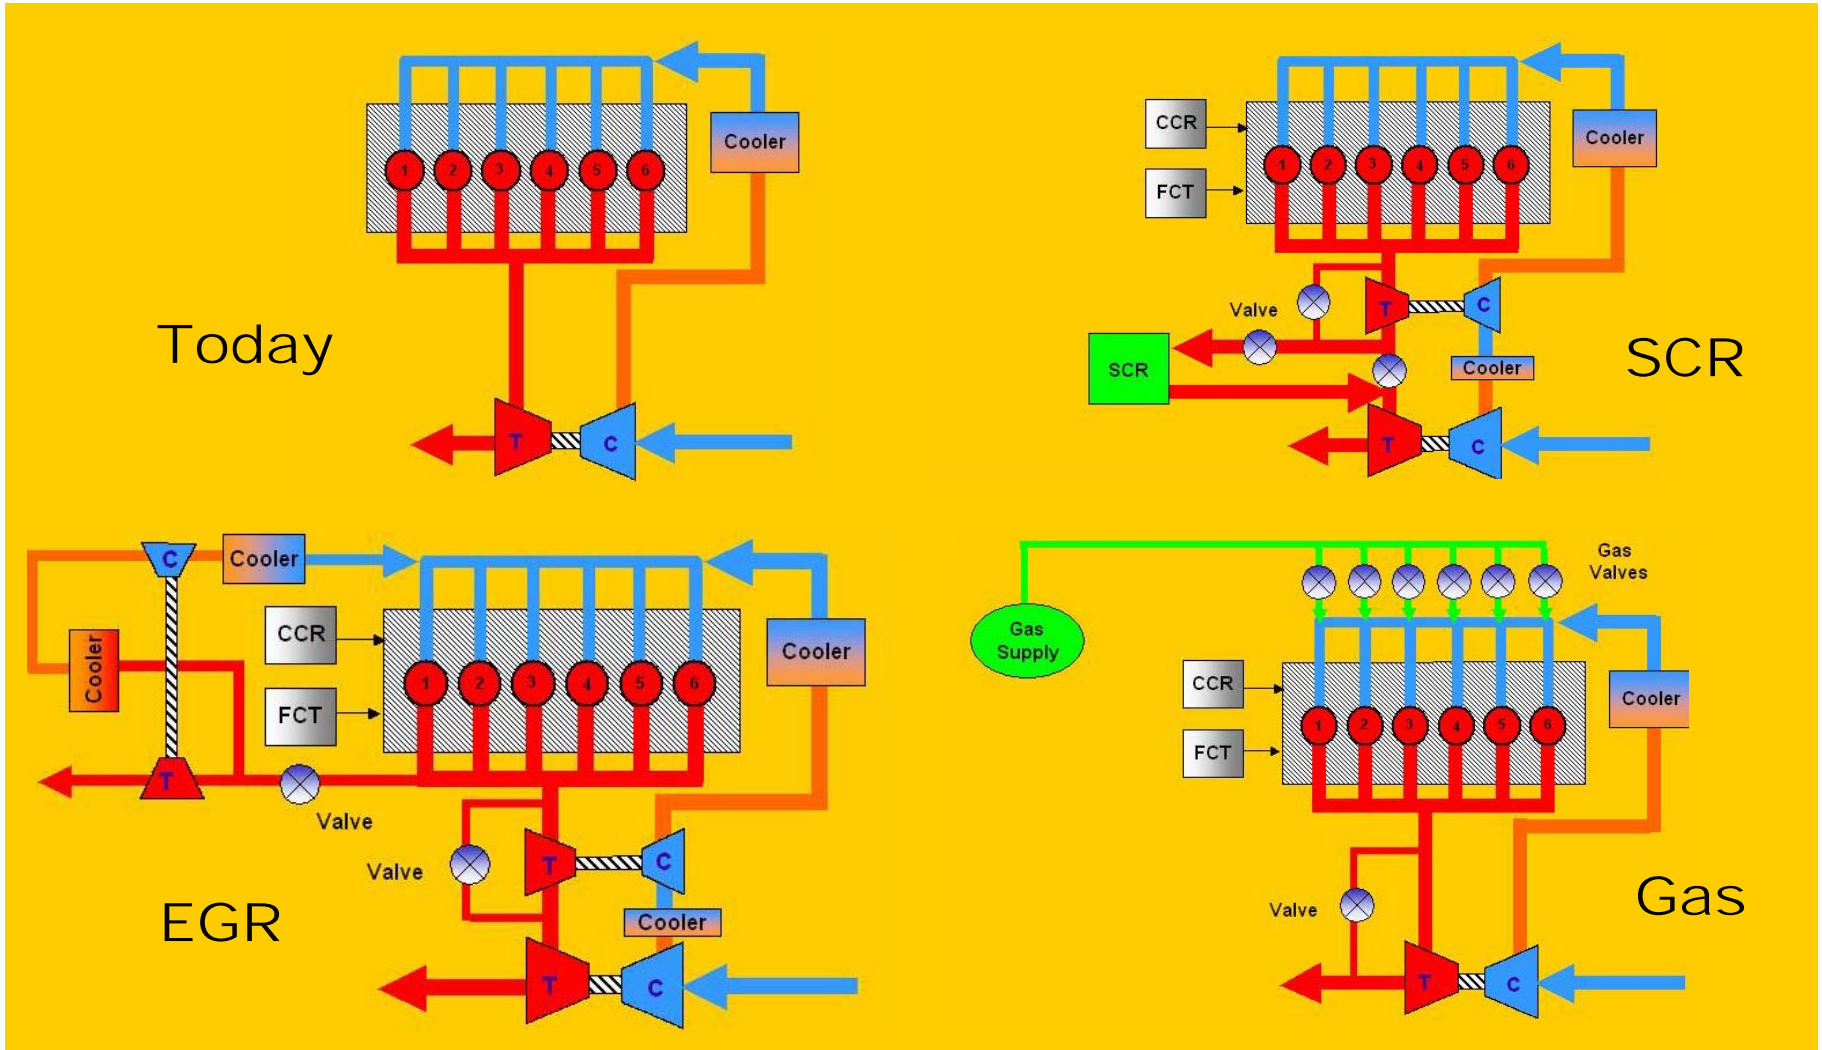 Today
1 2 3 4 5 6
Cooler
T C
SCR
CCR
FCT
1 2 3 4 5 6
Cooler
Valve
T C
SCR
Cooler
T C
EGR
C
Cooler
Cooler
T
Valve
CCR
FCT
1 2 3 4 5 6
Cooler
Valve
T C
Cooler
T C
Gas
Gas
Supply
Gas
Valves
CCR
FCT
1 2 3 4 5 6
Cooler
Valve
T C